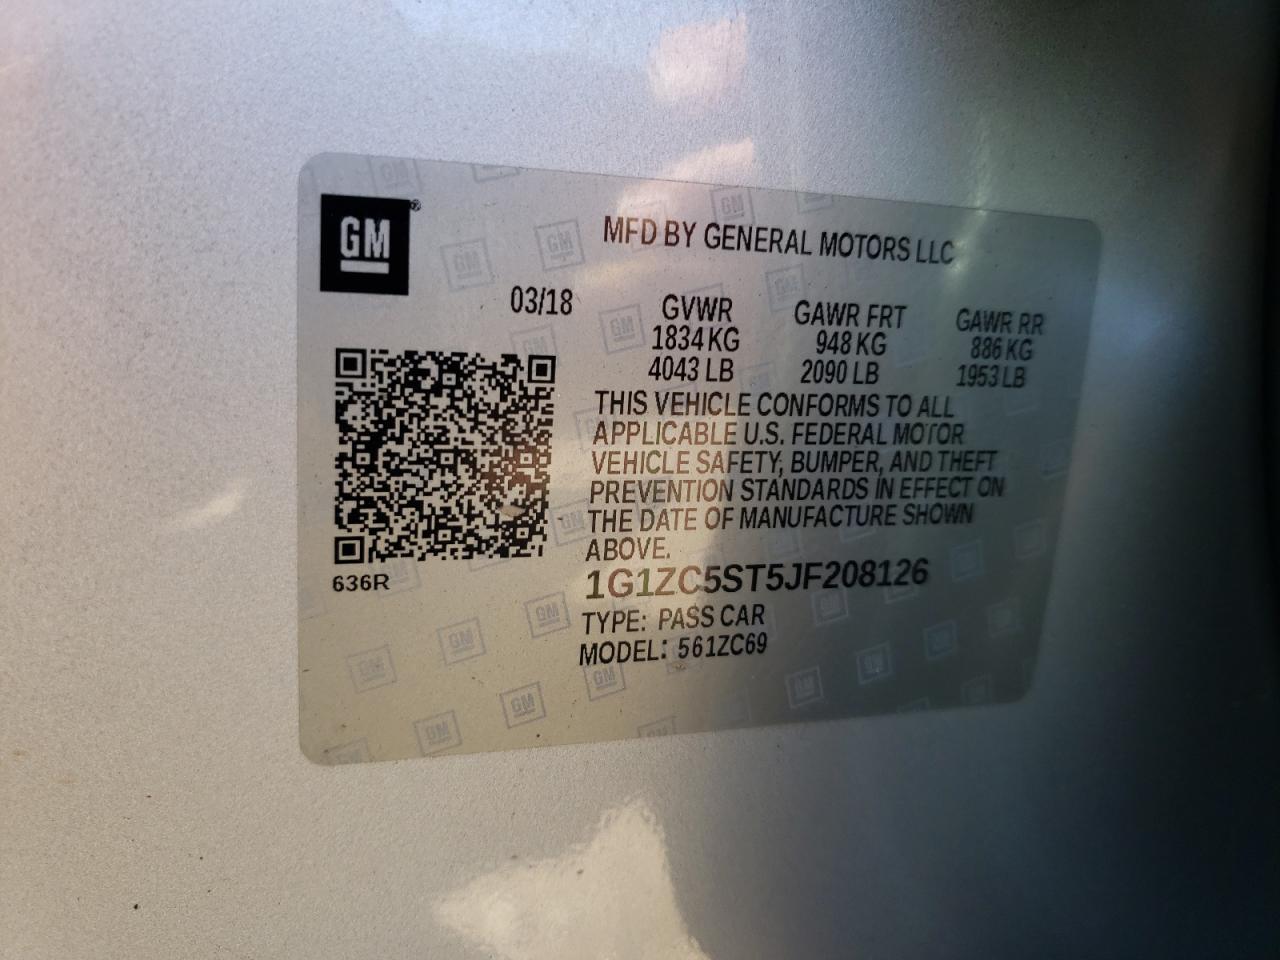 GM®
MFD BY GENERAL MOTORS LLC
03/18
GVWR GAWR FRT GAWR RR
1834 KG 948 KG 886 KG
4043 LB 2090 LB 1953 LB
THIS VEHICLE CONFORMS TO ALL
APPLICABLE U.S. FEDERAL MOTOR
VEHICLE SAFETY, BUMPER, AND THEFT
PREVENTION STANDARDS IN EFFECT ON
THE DATE OF MANUFACTURE SHOWN
ABOVE.
636R
1G1ZC5ST5JF208126
TYPE: PASS CAR
MODEL: 561ZC69